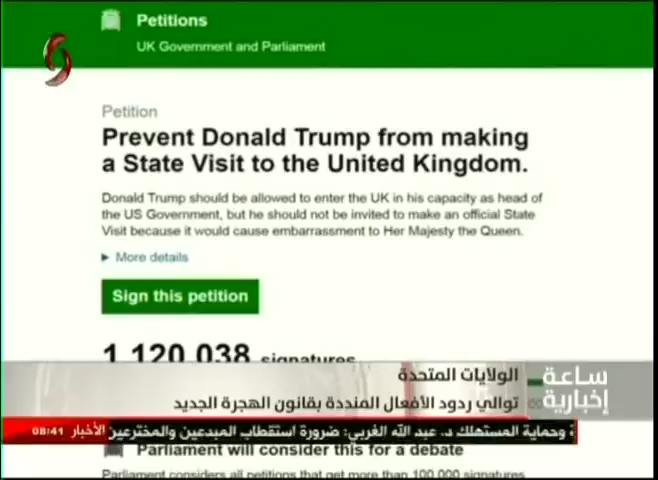 Petitions
UK Government and Parliament
Petition
Prevent Donald Trump from making
a State Visit to the United Kingdom.
Donald Trump should be allowed to enter the UK in his capacity as head of
the US Government, but he should not be invited to make an official State
Visit because it would cause embarrassment to Her Majesty the Queen.
▶ More details
Sign this petition
1,120,038 signatures
الولايات المتحدة
توالي ردود الأفعال المنددة بقانون الهجرة الجديد
ساعة
إخبارية
وحماية المستهلك د. عبد الله الغربي: ضرورة استقطاب المبدعين والمخترعين
الأخبار 08:41
Parliament will consider this for a debate
Parliament considers all petitions that get more than 100,000 signatures